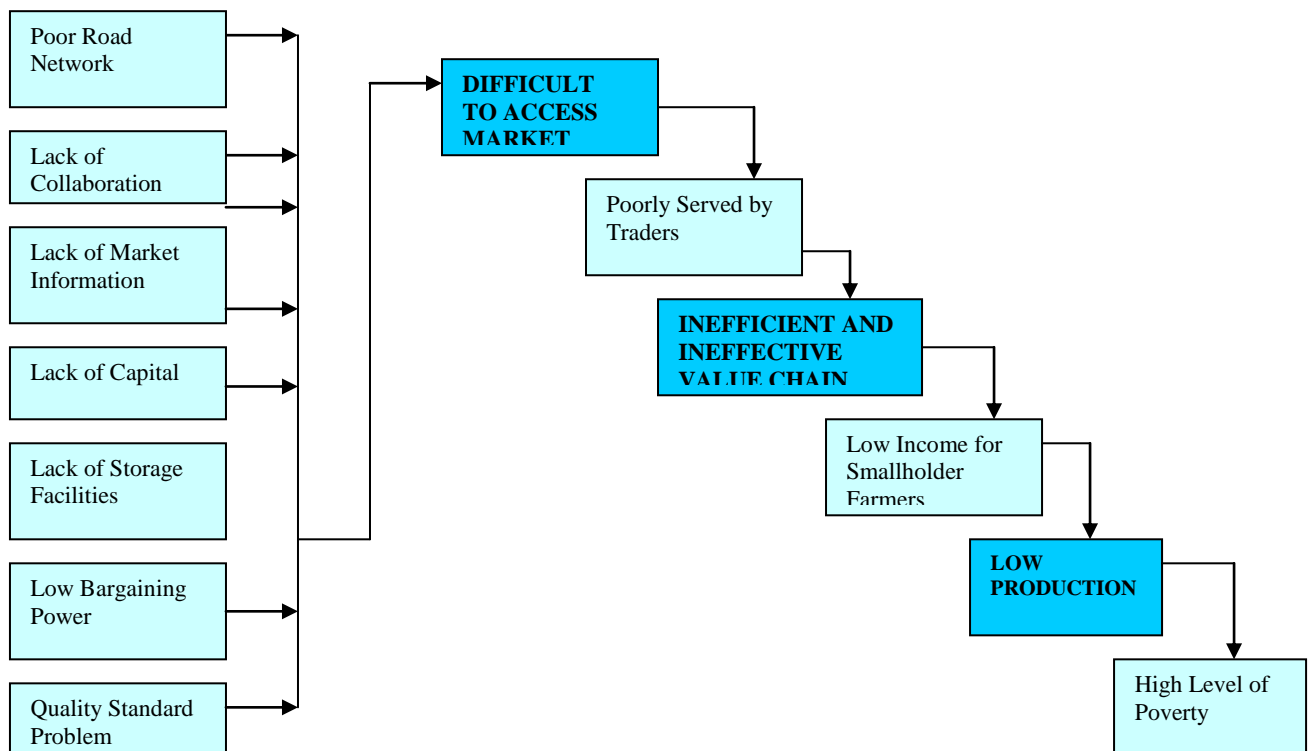 Poor Road
Network
Lack of
Collaboration
Lack of Market
Information
Lack of Capital
Lack of Storage
Facilities
Low Bargaining
Power
Quality Standard
Problem
DIFFICULT
TO ACCESS
MARKET
Poorly Served by
Traders
INEFFICIENT AND
INEFFECTIVE
VALUE CHAIN
Low Income for
Smallholder
Farmers
LOW
PRODUCTION
High Level of
Poverty